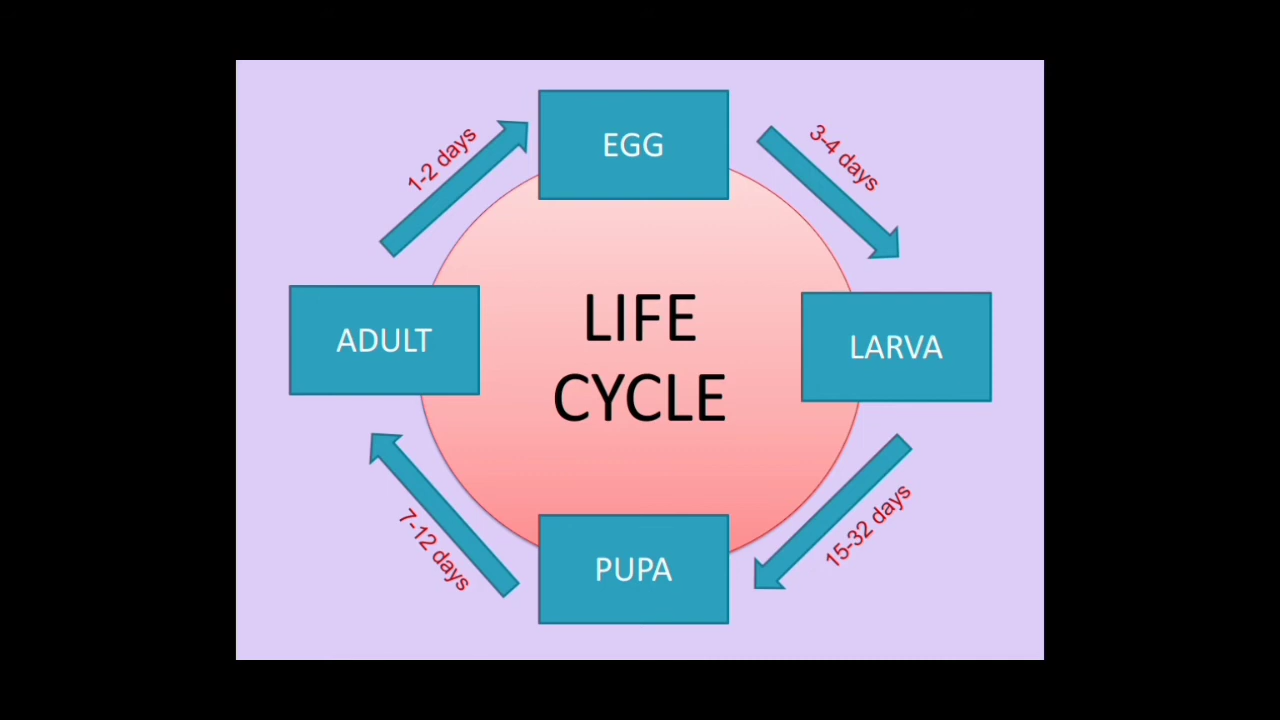 EGG
1-2 days
3-4 days
ADULT
LIFE
CYCLE
LARVA
7-12 days
15-32 days
PUPA